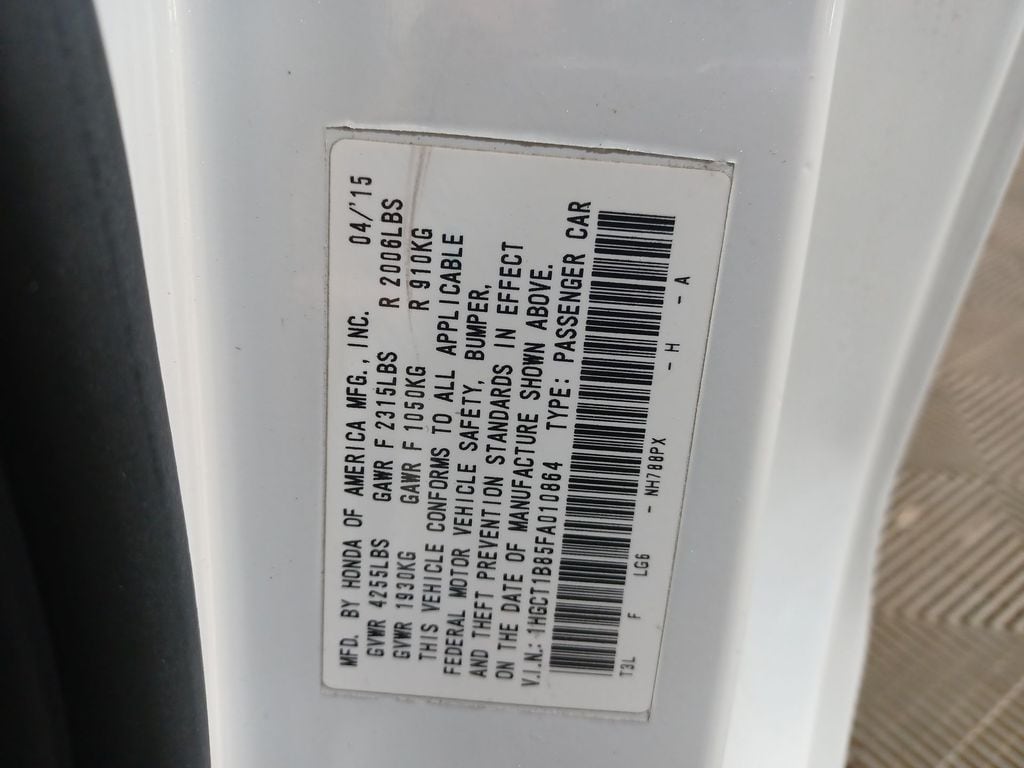 MFD. BY HONDA OF AMERICA MFG., INC. 04/'15
GVWR 4255LBS GAWR F 2315LBS R 2006LBS
GVWR 1930KG GAWR F 1050KG R 910KG
THIS VEHICLE CONFORMS TO ALL APPLICABLE
FEDERAL MOTOR VEHICLE SAFETY, BUMPER,
AND THEFT PREVENTION STANDARDS IN EFFECT
ON THE DATE OF MANUFACTURE SHOWN ABOVE.
V.I.N.: 1HGCT1B85FA010864 TYPE: PASSENGER CAR
T3L F LG6 - NH788PX - H - A